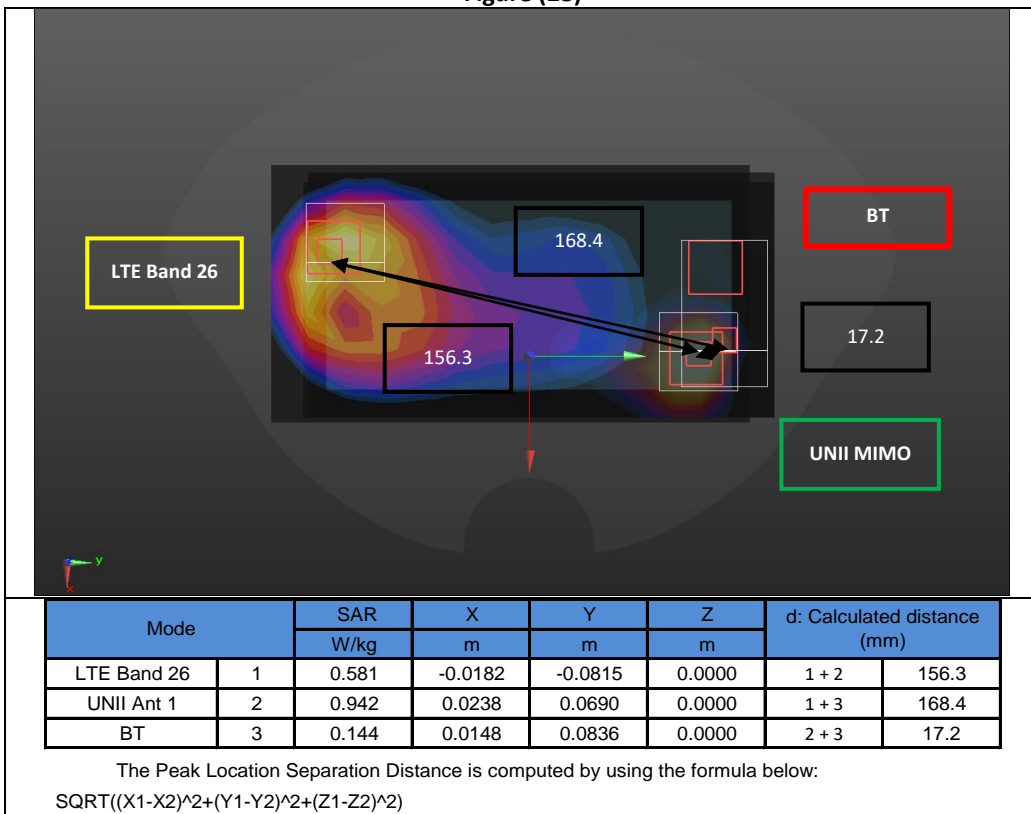 168.4
BT
LTE Band 26
17.2
156.3
UNII MIMO
y
x
Mode SAR X Y Z d: Calculated distance (mm)
W/kg m m m
LTE Band 26 1 0.581 -0.0182 -0.0815 0.0000 1 + 2 156.3
UNII Ant 1 2 0.942 0.0238 0.0690 0.0000 1 + 3 168.4
BT 3 0.144 0.0148 0.0836 0.0000 2 + 3 17.2
The Peak Location Separation Distance is computed by using the formula below:
SQRT((X1-X2)^2+(Y1-Y2)^2+(Z1-Z2)^2)